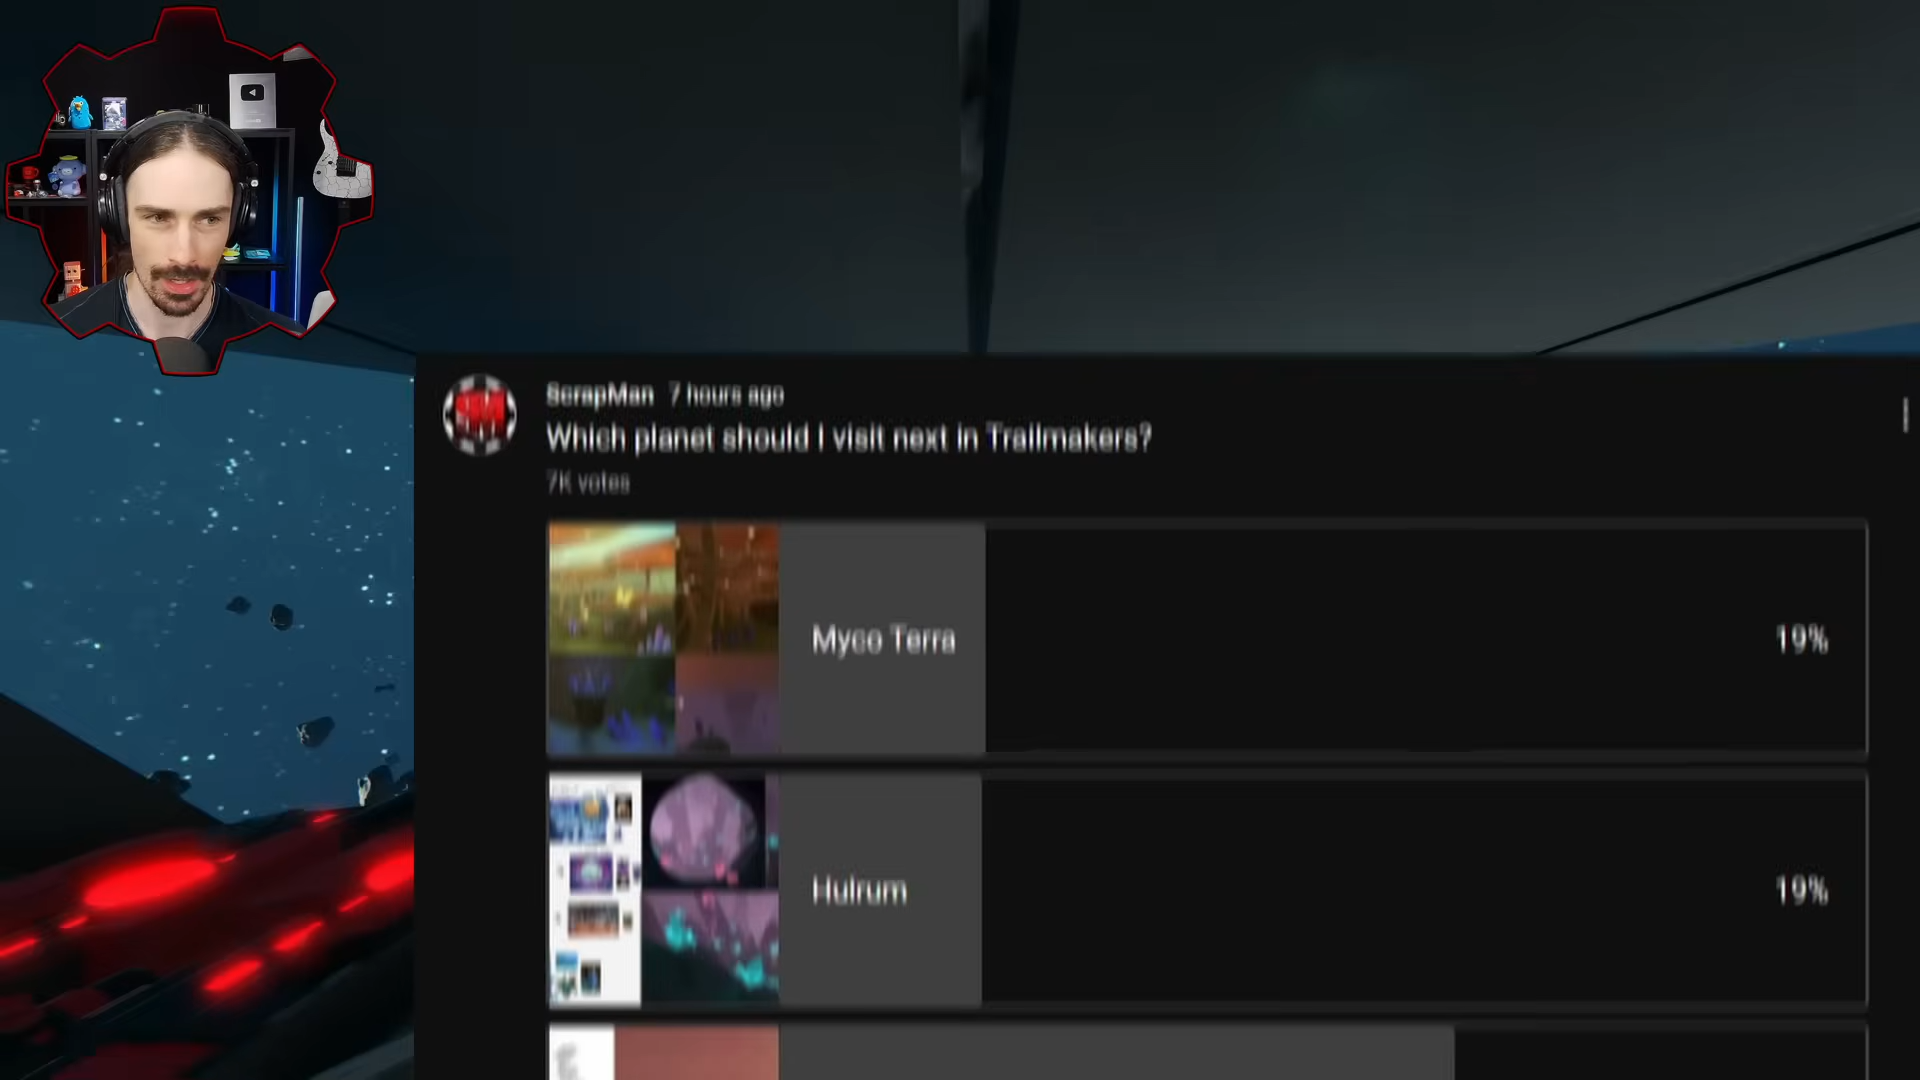 ScrapMan 7 hours ago
Which planet should I visit next in Trailmakers?
7K votes
Myco Terra
19%
Hulrum
19%